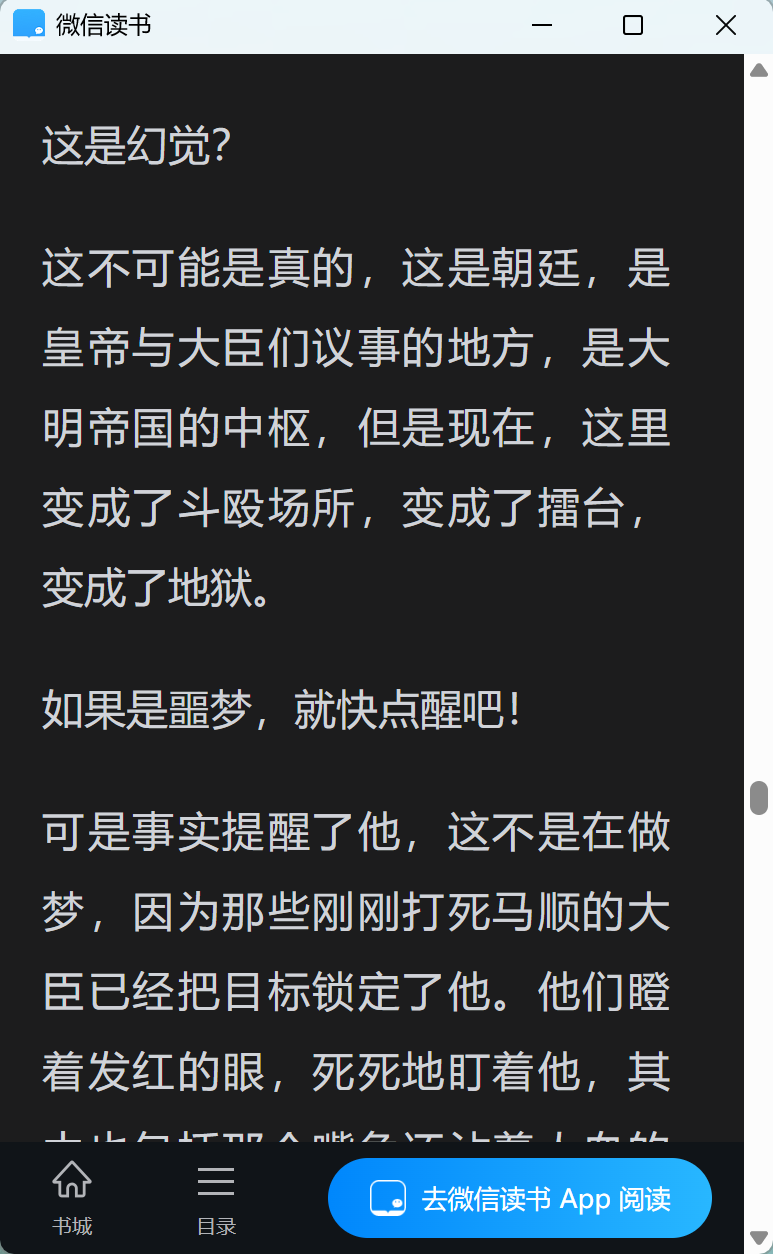 微信读书
这是幻觉？
这不可能是真的，这是朝廷，是
皇帝与大臣们议事的地方，是大
明帝国的中枢，但是现在，这里
变成了斗殴场所，变成了擂台，
变成了地狱。
如果是噩梦，就快点醒吧！
可是事实提醒了他，这不是在做
梦，因为那些刚刚打死马顺的大
臣已经把目标锁定了他。他们瞪
着发红的眼，死死地盯着他，其
书城
目录
去微信读书 App 阅读